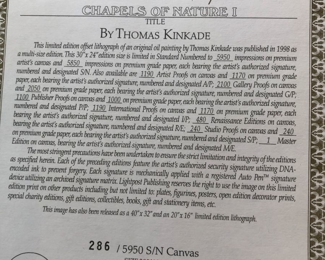 CHAPELS OF NATURE I
TITLE
BY THOMAS KINKADE
This limited edition offset lithograph of an original oil painting by Thomas Kinkade was published in 1998 as
a multi-size edition. This 30" x 24" edition size is limited in Standard Numbered to 5950 impressions on premium
canvas and 5850 impressions on premium grade paper, each bearing the artist's authorized signature,
numbered and designated S/N. Also available are 1190 Artist Proofs on canvas and 1170 on premium grade
paper, each bearing the artist's authorized signature, numbered and designated A/P; 2100 Gallery Proofs on canvas
and 2050 on premium grade paper, each bearing the artist's authorized signature, numbered and designated G/P;
1100 Publisher Proofs on canvas and 1000 on premium grade paper, each bearing the artist's authorized signature,
numbered and designated P/P; 1190 International Proofs on canvas and 1170 on premium grade paper,
each bearing the artist's authorized signature, numbered and designated I/P; 480 Renaissance Editions on canvas,
bearing the artist's authorized signature, numbered and designated R/E; 240 Studio Proofs on canvas and 240
on premium grade paper, each bearing the artist's authorized signature, numbered and designated S/P; 1 Master
Edition on canvas, bearing the artist's authorized signature, numbered and designated M/E.
The most stringent precautions have been undertaken to ensure the strict limitation and integrity of the editions
as specified herein. Each of the preceding editions feature the artist's authorized signature utilizing DNA-
encoded ink to prevent forgery. Each signature is mechanically applied with a registered Auto Pen™ signature
device utilizing an archived signature matrix. Lightpost Publishing reserves the right to use the image on this limited
edition print on other products including but not limited to: plates, figurines, posters, open edition decorator prints,
special charity editions, gift editions, collectibles, books, gift and stationery items, etc.
This image has also been released as a 40" x 32" and an 20" x 16" limited edition lithograph.
286 / 5950 S/N Canvas